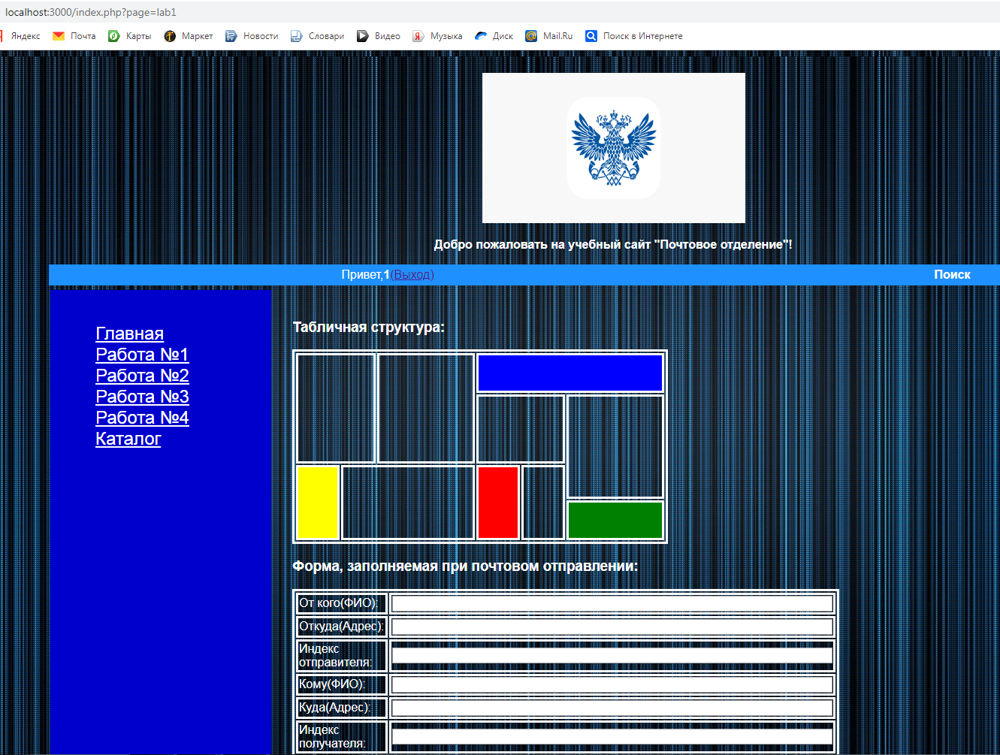 localhost:3000/index.php?page=lab1
Яндекс Почта Карты Маркет Новости Словари Видео Музыка Диск Mail.Ru Поиск в Интернете
Добро пожаловать на учебный сайт "Почтовое отделение"!
Привет,1(Выход) Поиск
Главная
Работа №1
Работа №2
Работа №3
Работа №4
Каталог
Табличная структура:
Форма, заполняемая при почтовом отправлении:
От кого(ФИО):
Откуда(Адрес):
Индекс
отправителя:
Кому(ФИО):
Куда(Адрес):
Индекс
получателя: